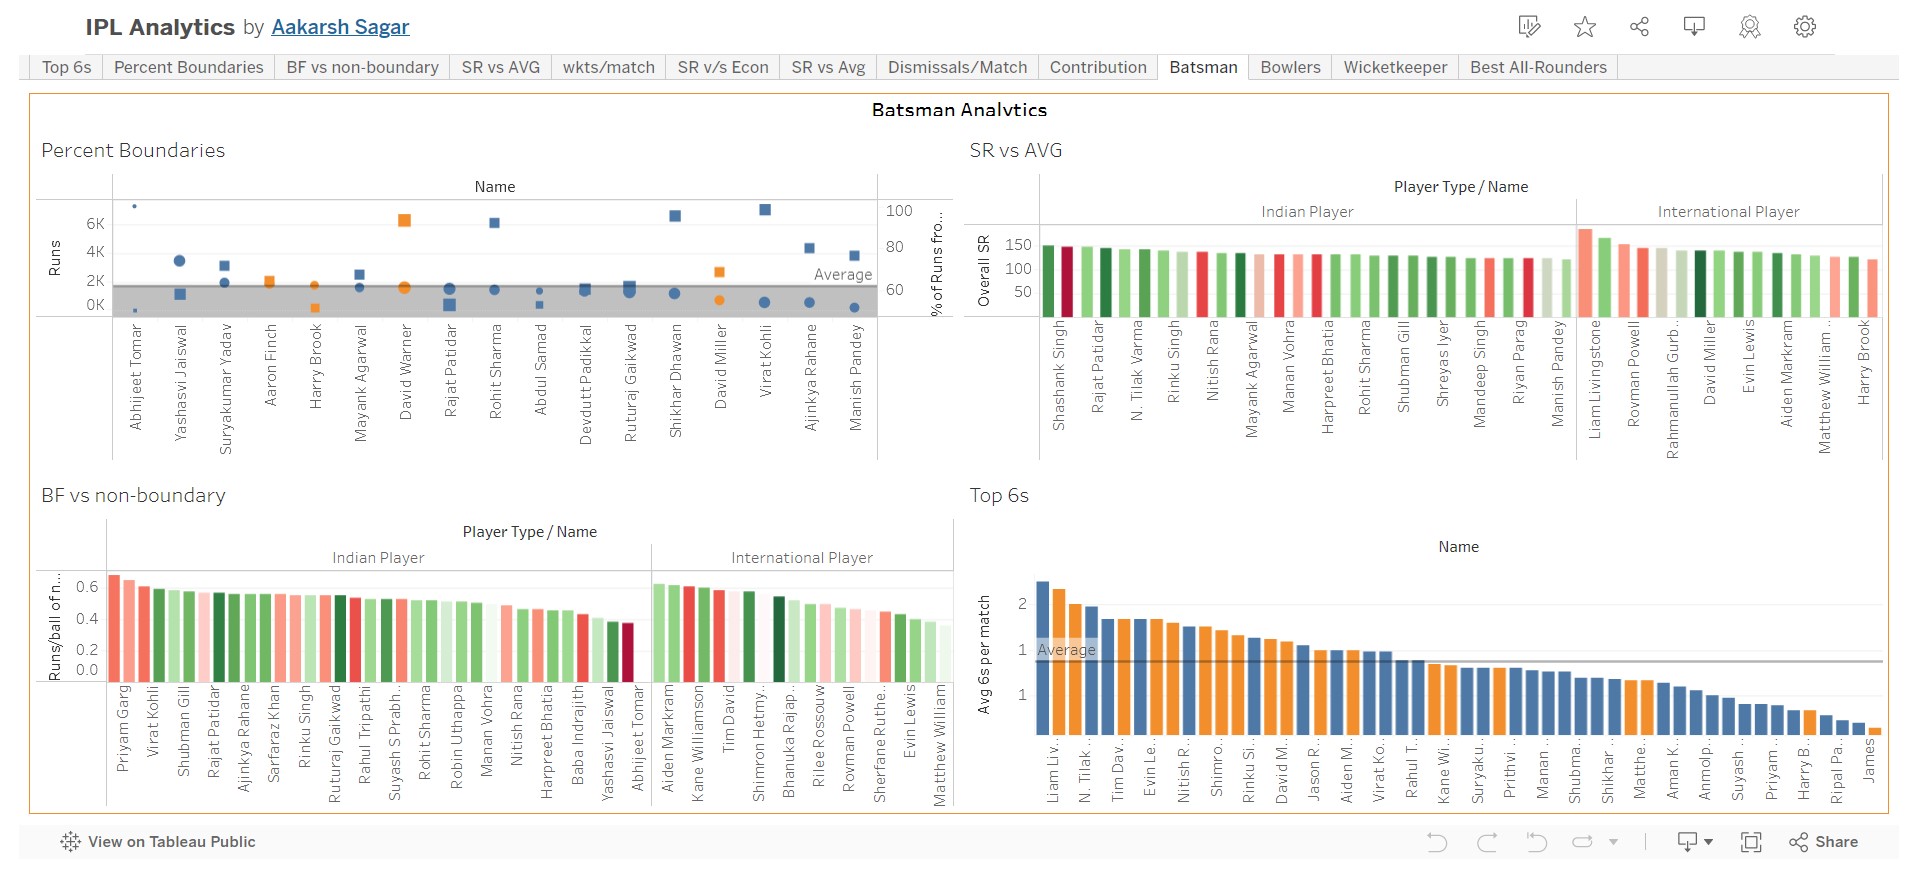 IPL Analytics by Aakarsh Sagar
Top 6s Percent Boundaries BF vs non-boundary SR vs AVG wkts/match SR v/s Econ SR vs Avg Dismissals/Match Contribution Batsman Bowlers Wicketkeeper Best All-Rounders
Batsman Analytics
Percent Boundaries
Name
Runs
6K
4K
2K
0K
100
80
60
% of Runs fro...
Average
Abhijeet Tomar
Yashasvi Jaiswal
Suryakumar Yadav
Aaron Finch
Harry Brook
Mayank Agarwal
David Warner
Rajat Patidar
Rohit Sharma
Abdul Samad
Devdutt Padikkal
Ruturaj Gaikwad
Shikhar Dhawan
David Miller
Virat Kohli
Ajinkya Rahane
Manish Pandey
SR vs AVG
Player Type / Name
Indian Player International Player
Overall SR
150
100
50
Shashank Singh
Rajat Patidar
N. Tilak Varma
Rinku Singh
Nitish Rana
Mayank Agarwal
Manan Vohra
Harpreet Bhatia
Rohit Sharma
Shubman Gill
Shreyas Iyer
Mandeep Singh
Riyan Parag
Manish Pandey
Liam Livingstone
Rovman Powell
Rahmanullah Gurb..
David Miller
Evin Lewis
Aiden Markram
Matthew William ..
Harry Brook
BF vs non-boundary
Player Type / Name
Indian Player International Player
Runs/ball of n...
0.6
0.4
0.2
0.0
Priyam Garg
Virat Kohli
Shubman Gill
Rajat Patidar
Ajinkya Rahane
Sarfaraz Khan
Rinku Singh
Ruturaj Gaikwad
Rahul Tripathi
Suyash S Prabh..
Rohit Sharma
Robin Uthappa
Manan Vohra
Nitish Rana
Harpreet Bhatia
Baba Indrajith
Yashasvi Jaiswal
Abhijeet Tomar
Aiden Markram
Kane Williamson
Tim David
Shimron Hetmy..
Bhanuka Rajap..
Rilee Rossouw
Rovman Powell
Sherfane Ruthe..
Evin Lewis
Matthew William
Top 6s
Name
Avg 6s per match
2
1
1
Average
Liam Liv..
N. Tilak ..
Tim Dav..
Evin Le..
Nitish R..
Shimro..
Rinku Si..
David M..
Jason R..
Aiden M..
Virat Ko..
Rahul T..
Kane Wi..
Suryaku..
Prithvi ..
Manan ..
Shubma..
Shikhar ..
Matthe..
Aman K..
Anmolp..
Suyash ..
Priyam ..
Harry B..
Ripal Pa..
James
View on Tableau Public
Share